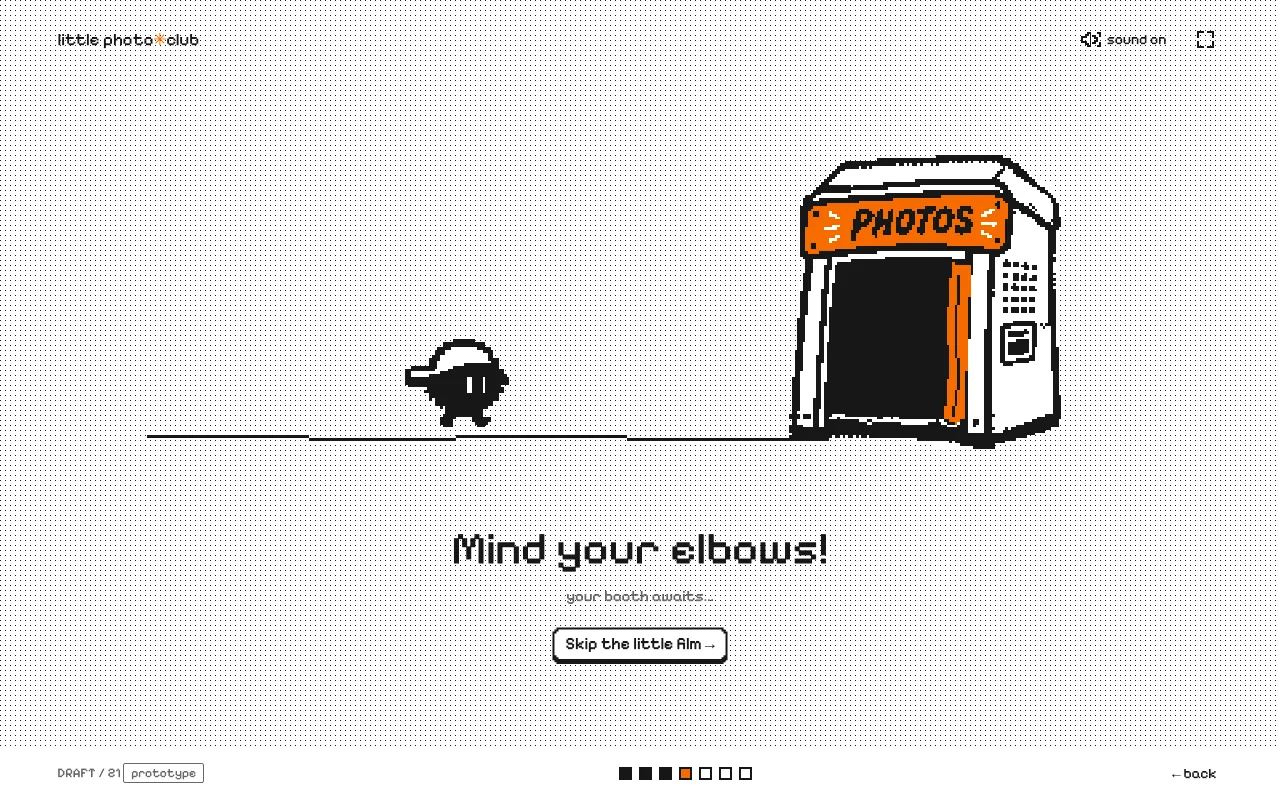 little photo*club
sound on
PHOTOS
Mind your elbows!
your booth awaits...
Skip the little film →
DRAFT / 21 prototype
← back